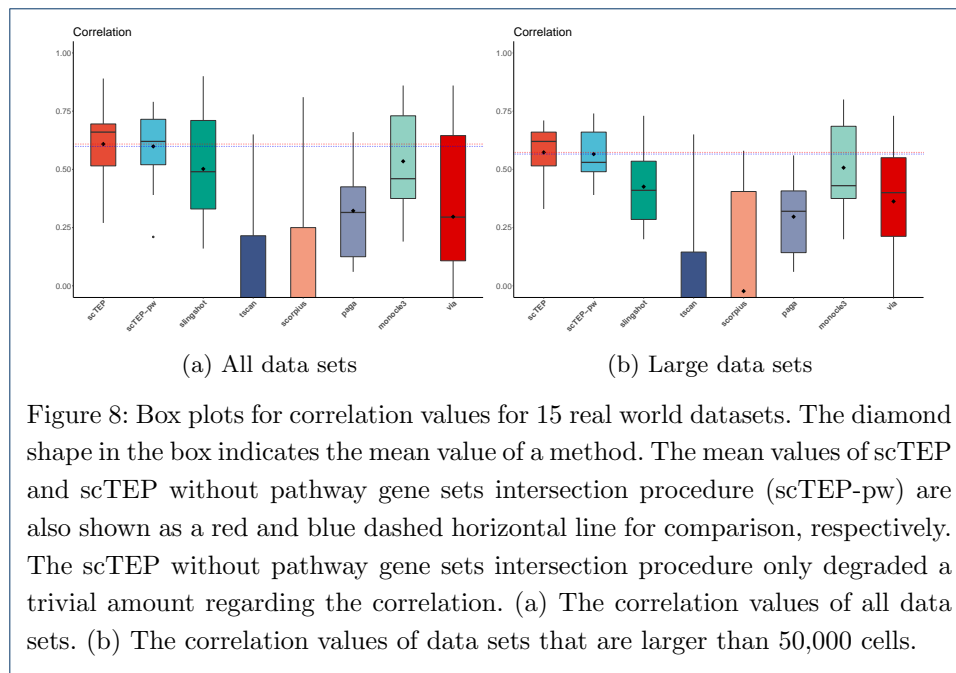 Correlation
1.00
0.75
0.50
0.25
0.00
scTEP
scTEP-pw
slingshot
tscan
scorpius
paga
monocle3
via
(a) All data sets
Correlation
1.00
0.75
0.50
0.25
0.00
scTEP
scTEP-pw
slingshot
tscan
scorpius
paga
monocle3
via
(b) Large data sets
Figure 8: Box plots for correlation values for 15 real world datasets. The diamond
shape in the box indicates the mean value of a method. The mean values of scTEP
and scTEP without pathway gene sets intersection procedure (scTEP-pw) are
also shown as a red and blue dashed horizontal line for comparison, respectively.
The scTEP without pathway gene sets intersection procedure only degraded a
trivial amount regarding the correlation. (a) The correlation values of all data
sets. (b) The correlation values of data sets that are larger than 50,000 cells.